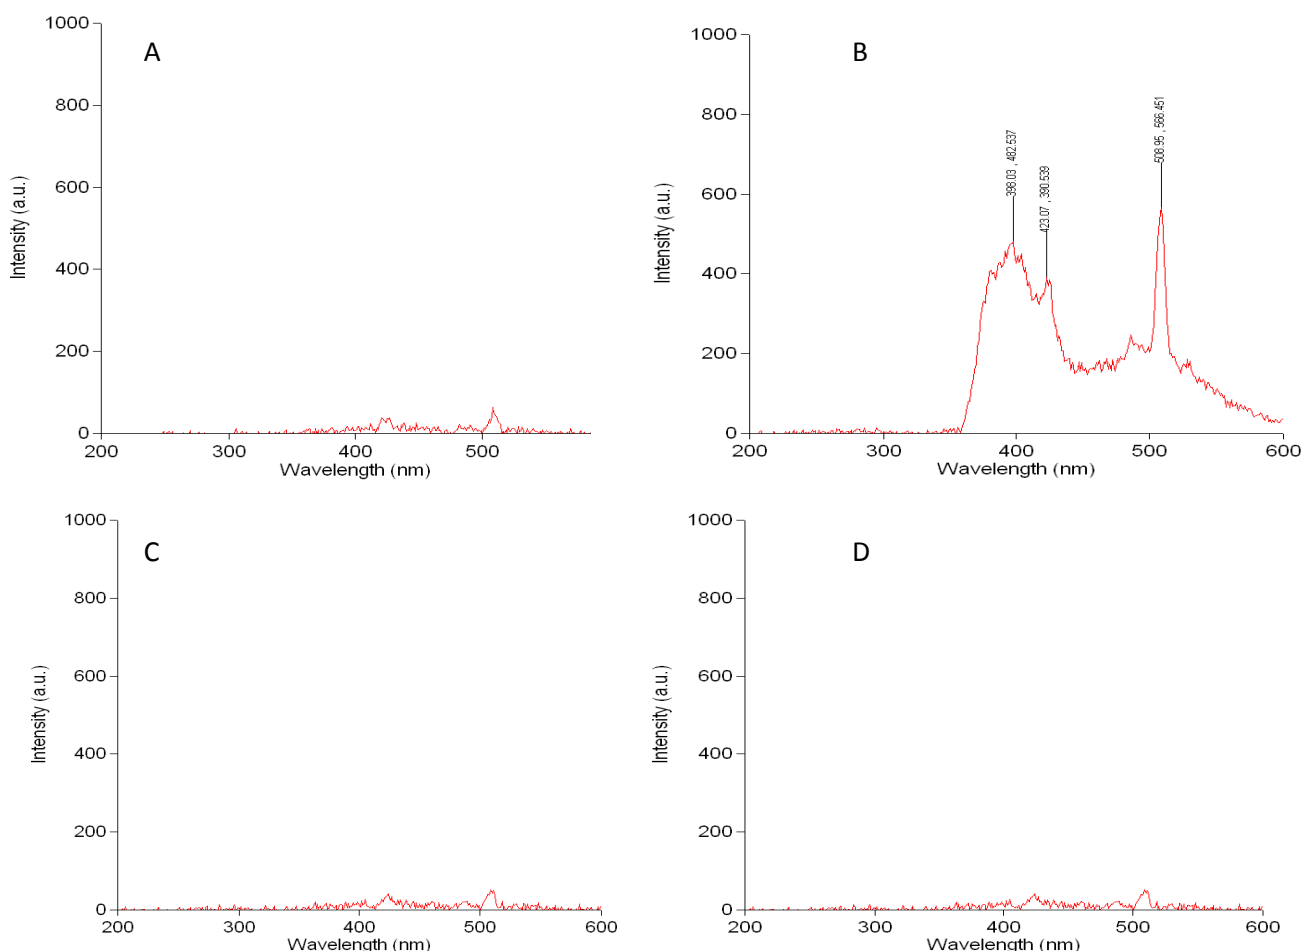 A
Intensity (a.u.)
1000
800
600
400
200
0
200 300 400 500
Wavelength (nm)
B
Intensity (a.u.)
1000
800
600
400
200
0
398.03 , 482.537
423.07 , 390.539
508.95 , 566.451
200 300 400 500 600
Wavelength (nm)
C
Intensity (a.u.)
1000
800
600
400
200
0
200 300 400 500 600
Wavelength (nm)
D
Intensity (a.u.)
1000
800
600
400
200
0
200 300 400 500 600
Wavelength (nm)